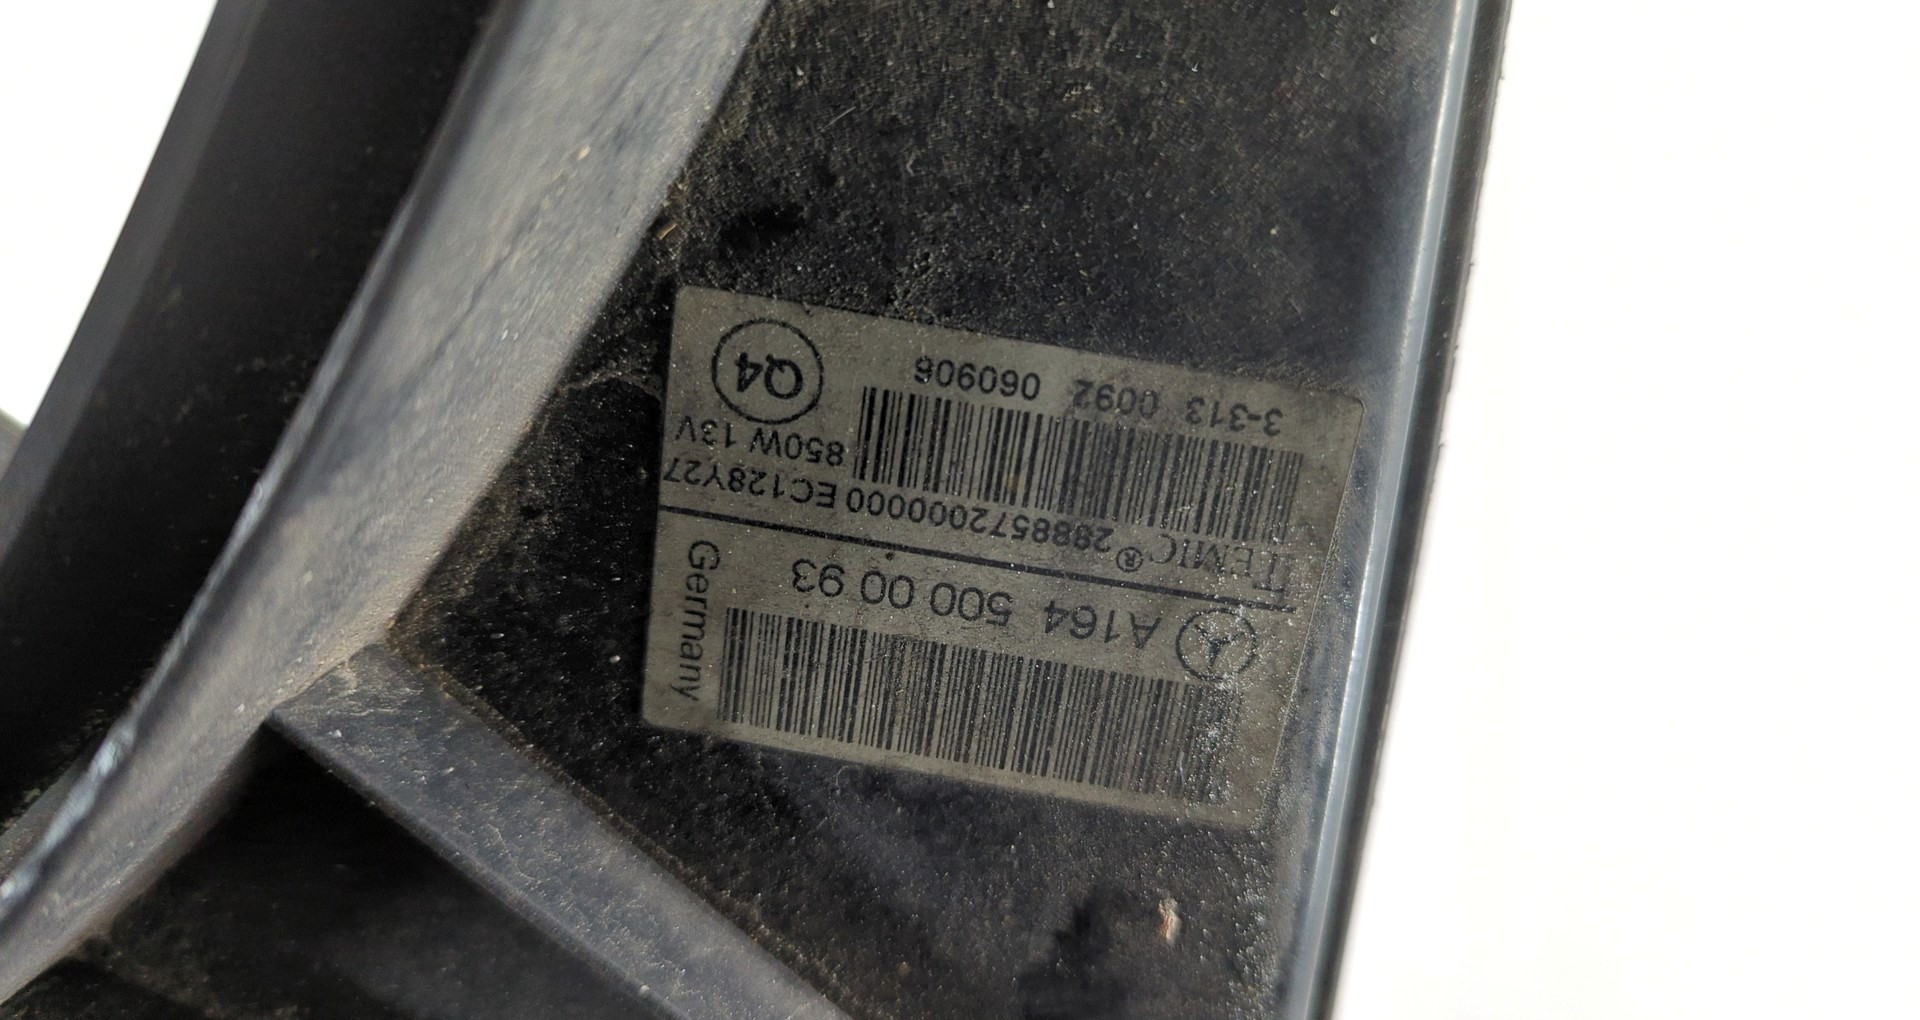 A164 500 00 93
Germany
TEMIC® 2888572000000 EC128Y27
850W 13V
Q4
3-313 0092 060906